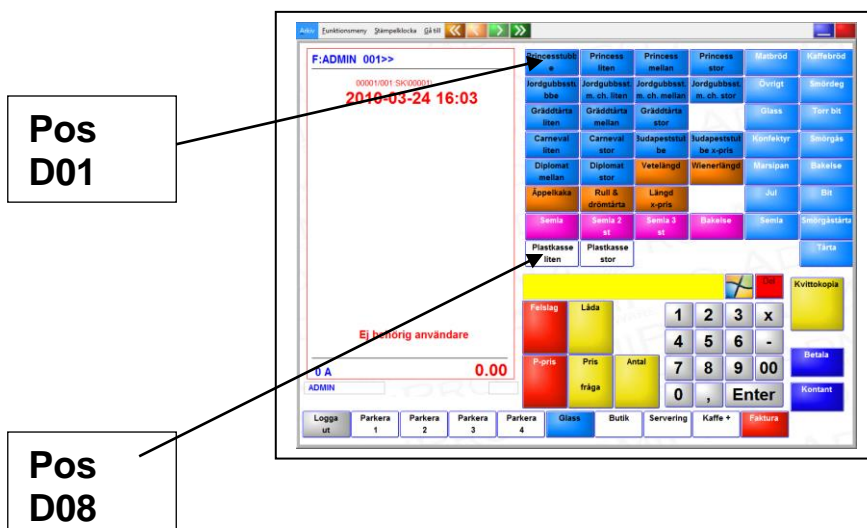 Pos
D01
Pos
D08
Arkiv Funktionsmeny Stämpelklocka Gå till
F:ADMIN 001>>
00001/001 SK(00001)
2010-03-24 16:03
Ej behörig användare
0 A 0.00
ADMIN
Princesstubb
e
Princess
liten
Princess
mellan
Princess
stor
Matbröd
Kaffebröd
Jordgubbsstu
bbe
Jordgubbsst.
m. ch. liten
Jordgubbsst.
m. ch. mellan
Jordgubbsst.
m. ch. stor
Övrigt
Smördeg
Gräddtårta
liten
Gräddtårta
mellan
Gräddtårta
stor
Glass
Torr bit
Carneval
liten
Carneval
stor
Budapeststub
be
Budapeststub
be x-pris
Konfektyr
Smörgås
Diplomat
mellan
Diplomat
stor
Vetelängd
Wienerlängd
Marsipan
Bakelse
Äppelkaka
Rull &
drömtårta
Längd
x-pris
Jul
Bit
Semla
Semla 2
st
Semla 3
st
Bakelse
Semla
Smörgåstårta
Plastkasse
liten
Plastkasse
stor
Tårta
Kvittokopia
Felslag
Låda
P-pris
Pris
fråga
Antal
1 2 3 x
4 5 6 -
7 8 9 00
0 , Enter
Betala
Kontant
Logga
ut
Parkera
1
Parkera
2
Parkera
3
Parkera
4
Glass
Butik
Servering
Kaffe +
Faktura